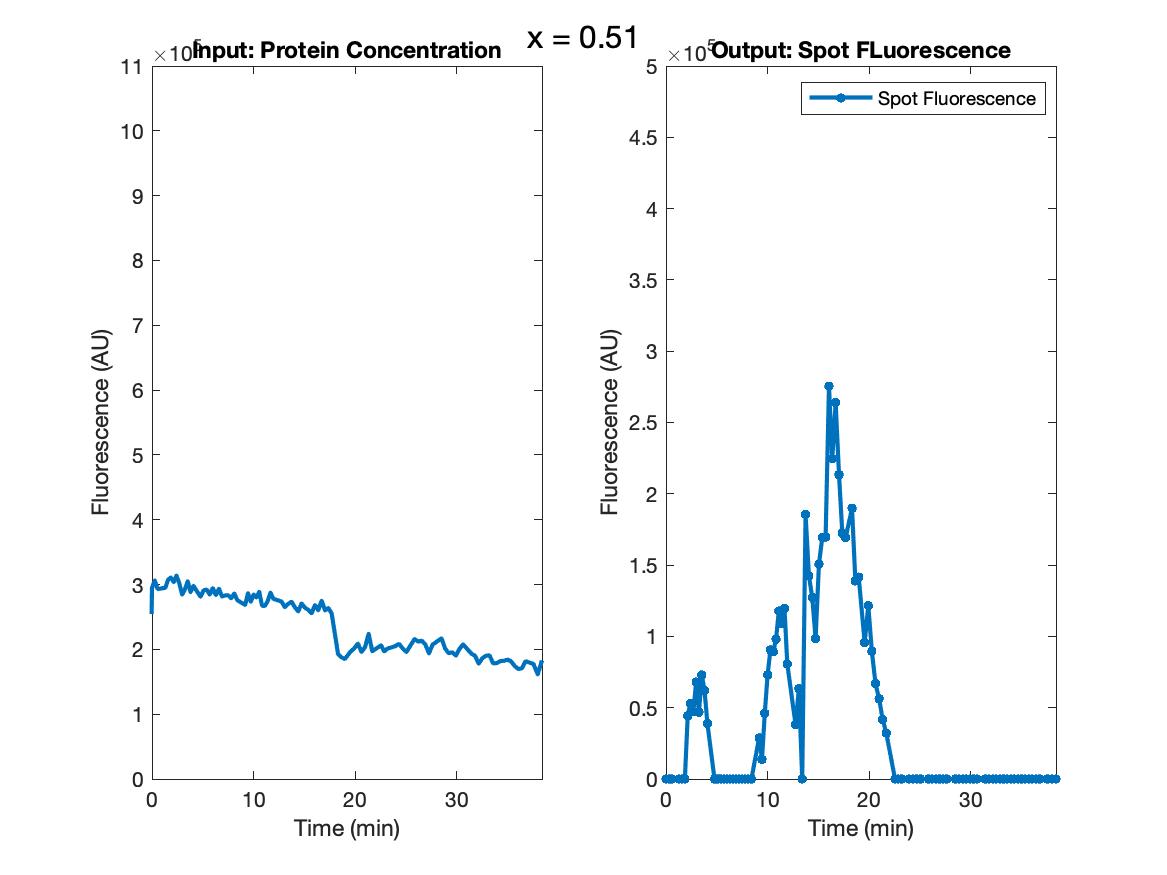 x = 0.51
×10⁵
Input: Protein Concentration
11
10
9
8
7
6
5
4
3
2
1
0
Fluorescence (AU)
0 10 20 30
Time (min)
×10⁵
Output: Spot FLuorescence
Spot Fluorescence
5
4.5
4
3.5
3
2.5
2
1.5
1
0.5
0
Fluorescence (AU)
0 10 20 30
Time (min)